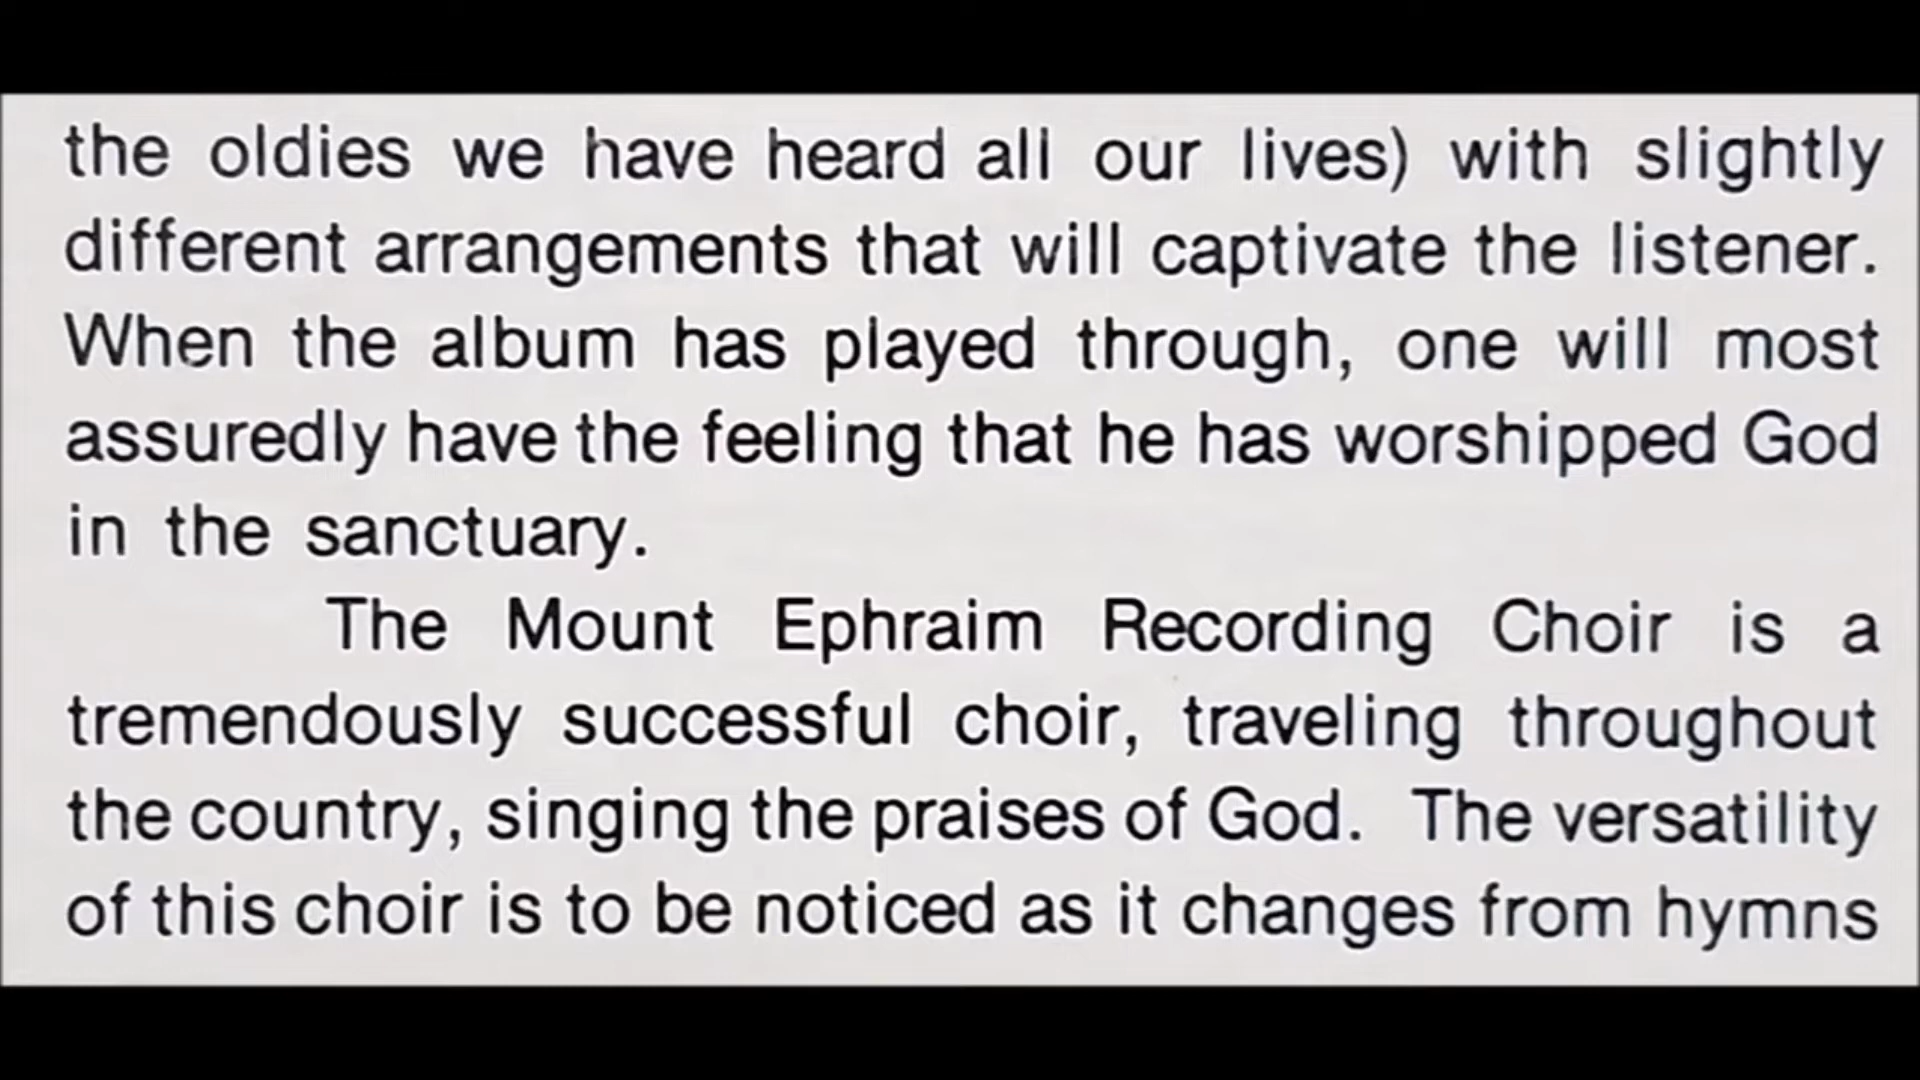 the oldies we have heard all our lives) with slightly
different arrangements that will captivate the listener.
When the album has played through, one will most
assuredly have the feeling that he has worshipped God
in the sanctuary.
The Mount Ephraim Recording Choir is a
tremendously successful choir, traveling throughout
the country, singing the praises of God. The versatility
of this choir is to be noticed as it changes from hymns